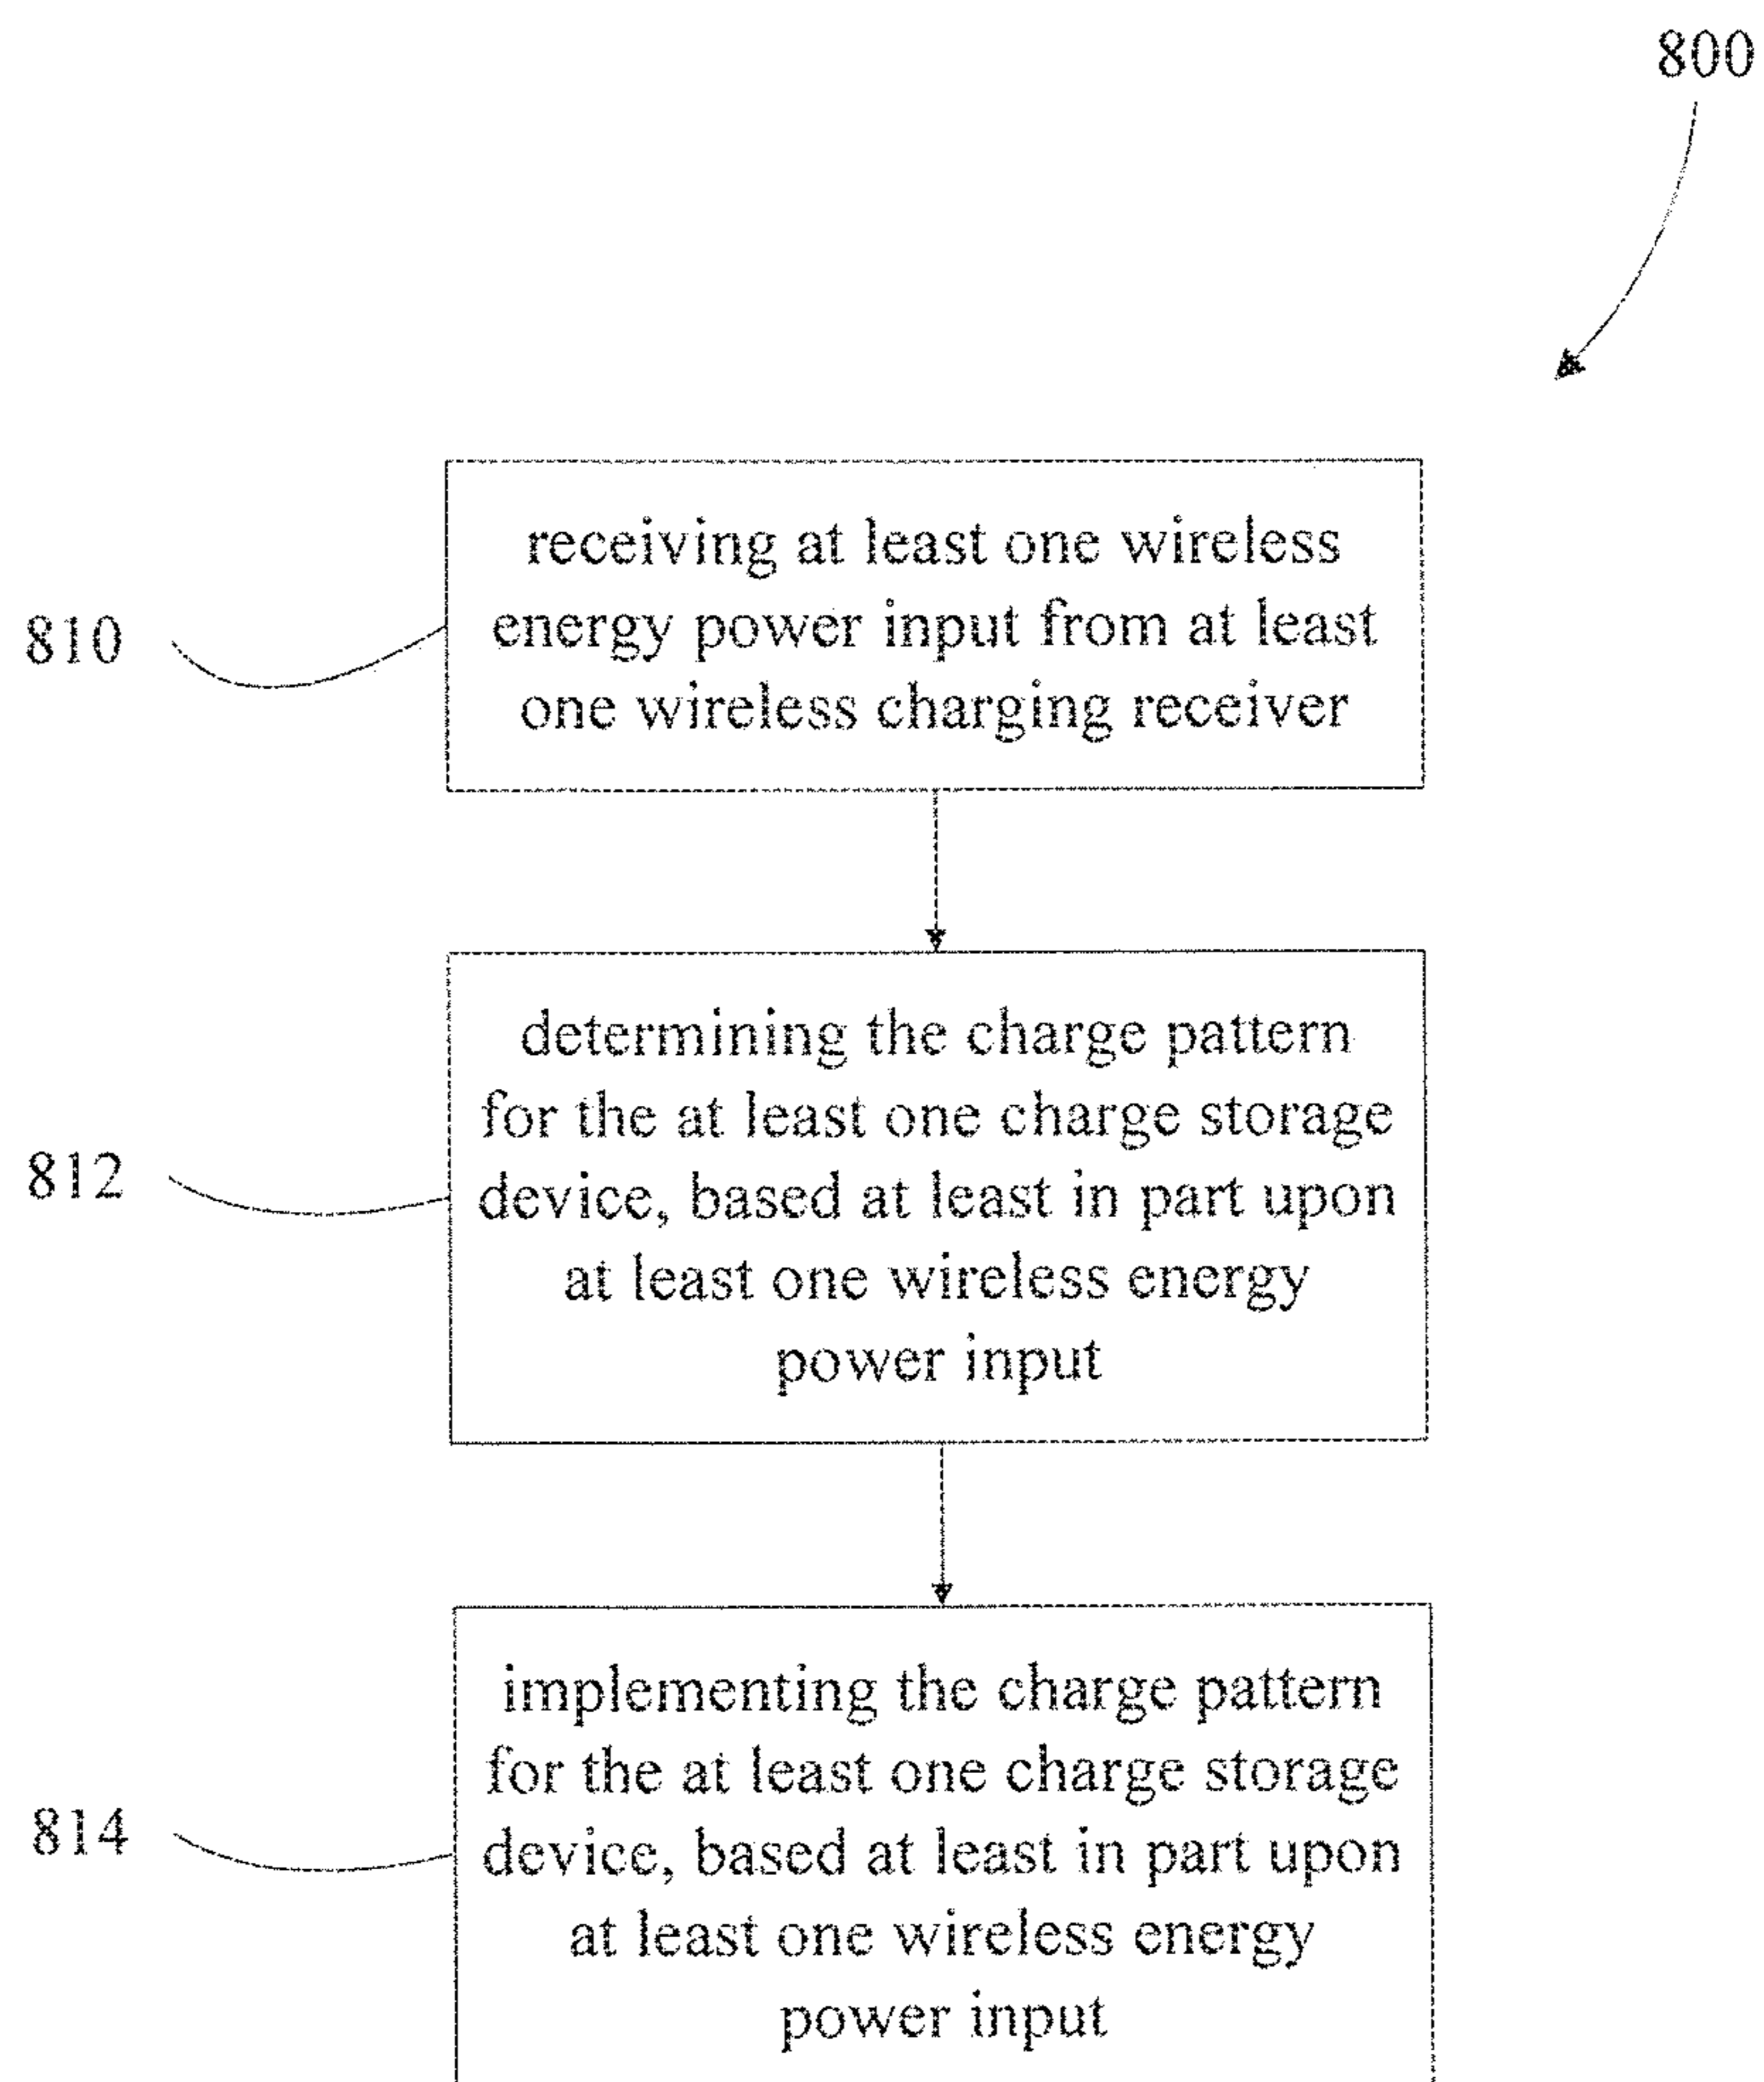 800
810
receiving at least one wireless
energy power input from at least
one wireless charging receiver
812
determining the charge pattern
for the at least one charge storage
device, based at least in part upon
at least one wireless energy
power input
814
implementing the charge pattern
for the at least one charge storage
device, based at least in part upon
at least one wireless energy
power input